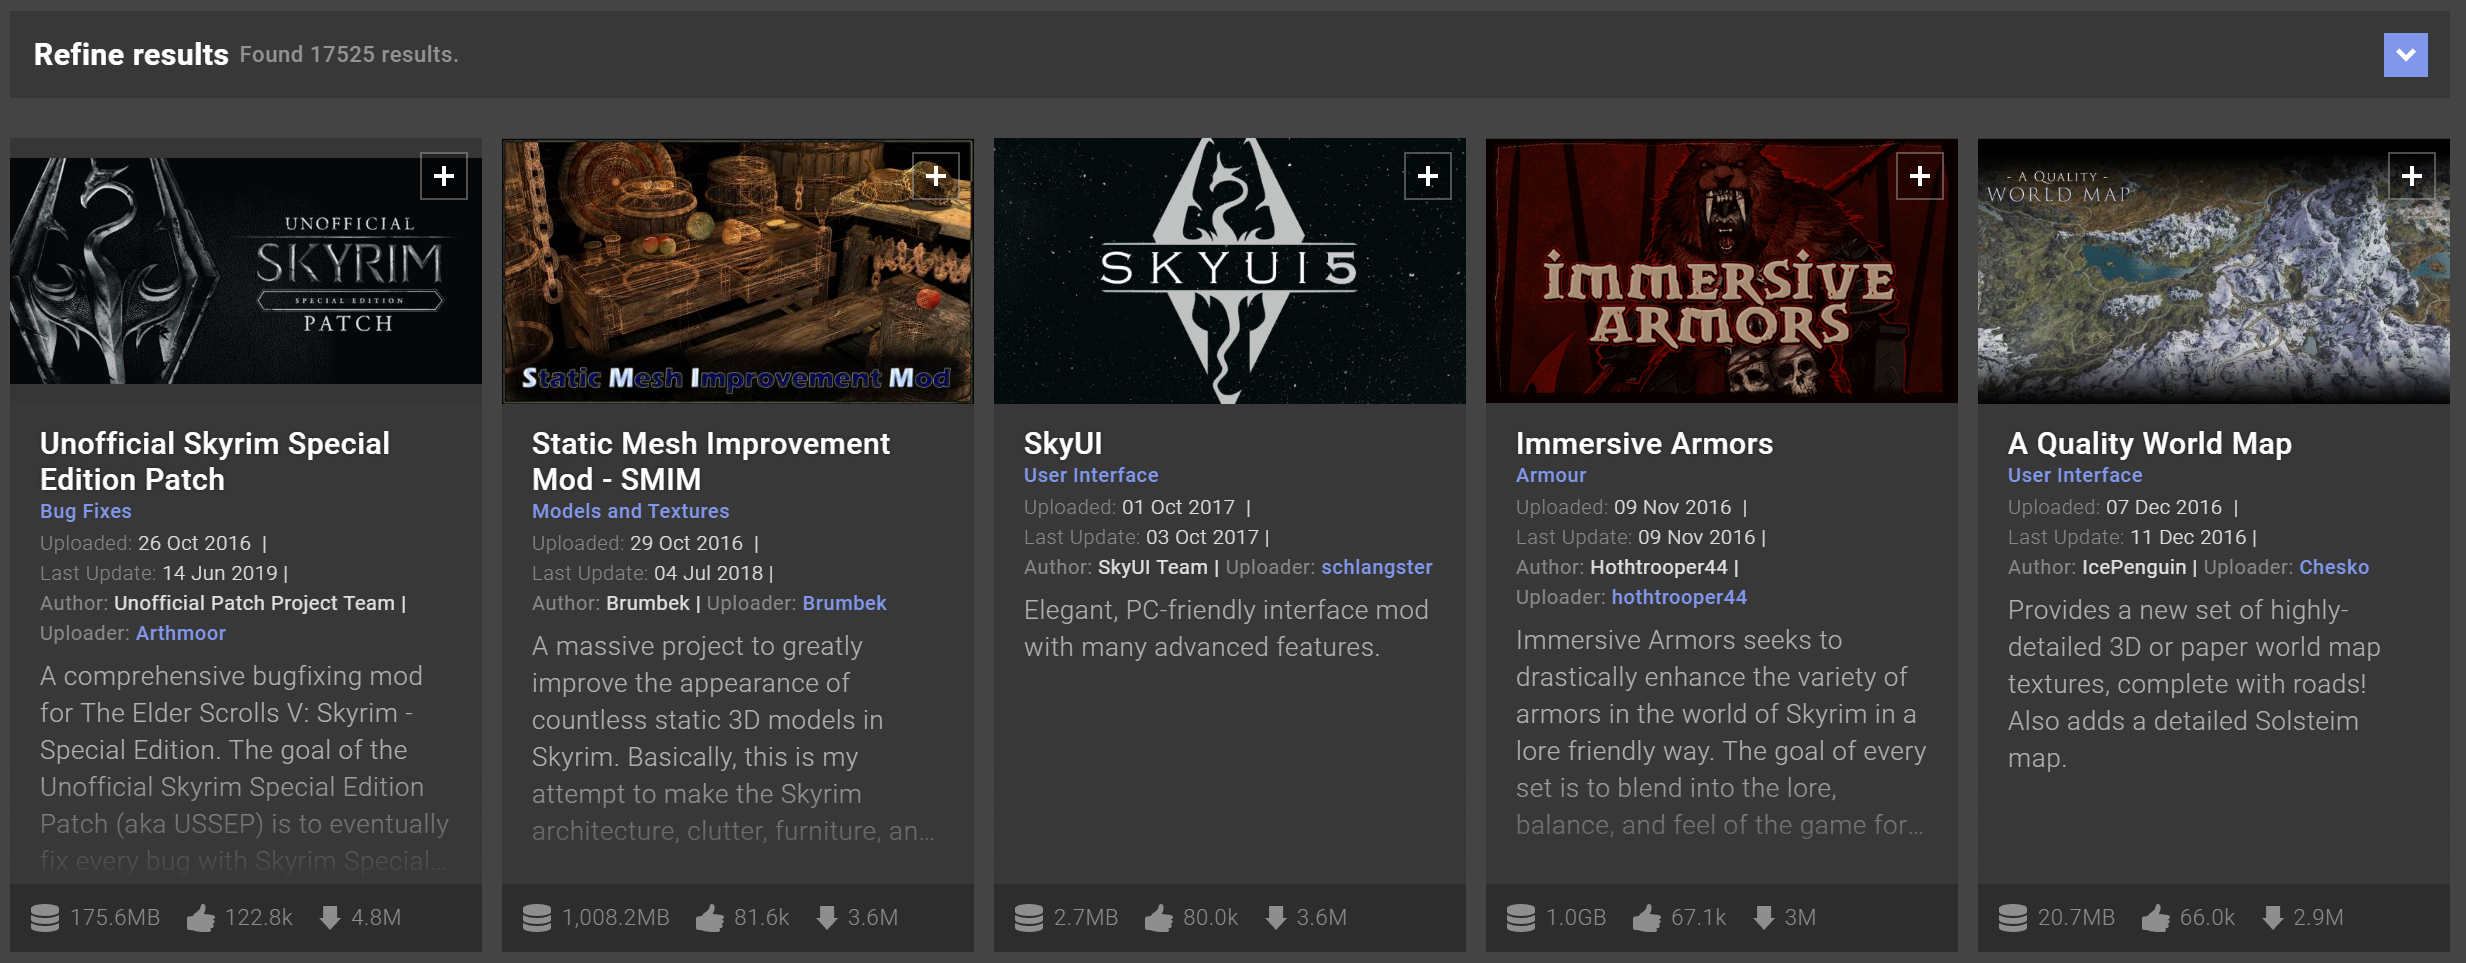 Refine results Found 17525 results.
UNOFFICIAL
SKYRIM
SPECIAL EDITION
PATCH
Unofficial Skyrim Special
Edition Patch
Bug Fixes
Uploaded: 26 Oct 2016 |
Last Update: 14 Jun 2019 |
Author: Unofficial Patch Project Team |
Uploader: Arthmoor
A comprehensive bugfixing mod
for The Elder Scrolls V: Skyrim -
Special Edition. The goal of the
Unofficial Skyrim Special Edition
Patch (aka USSEP) is to eventually
fix every bug with Skyrim Special...
175.6MB 122.8k 4.8M
Static Mesh Improvement Mod
Static Mesh Improvement
Mod - SMIM
Models and Textures
Uploaded: 29 Oct 2016 |
Last Update: 04 Jul 2018 |
Author: Brumbek | Uploader: Brumbek
A massive project to greatly
improve the appearance of
countless static 3D models in
Skyrim. Basically, this is my
attempt to make the Skyrim
architecture, clutter, furniture, an...
1,008.2MB 81.6k 3.6M
SKYUI 5
SkyUI
User Interface
Uploaded: 01 Oct 2017 |
Last Update: 03 Oct 2017 |
Author: SkyUI Team | Uploader: schlangster
Elegant, PC-friendly interface mod
with many advanced features.
2.7MB 80.0k 3.6M
IMMERSIVE
ARMORS
Immersive Armors
Armour
Uploaded: 09 Nov 2016 |
Last Update: 09 Nov 2016 |
Author: Hothtrooper44 |
Uploader: hothtrooper44
Immersive Armors seeks to
drastically enhance the variety of
armors in the world of Skyrim in a
lore friendly way. The goal of every
set is to blend into the lore,
balance, and feel of the game for...
1.0GB 67.1k 3M
- A QUALITY -
WORLD MAP
A Quality World Map
User Interface
Uploaded: 07 Dec 2016 |
Last Update: 11 Dec 2016 |
Author: IcePenguin | Uploader: Chesko
Provides a new set of highly-
detailed 3D or paper world map
textures, complete with roads!
Also adds a detailed Solsteim
map.
20.7MB 66.0k 2.9M